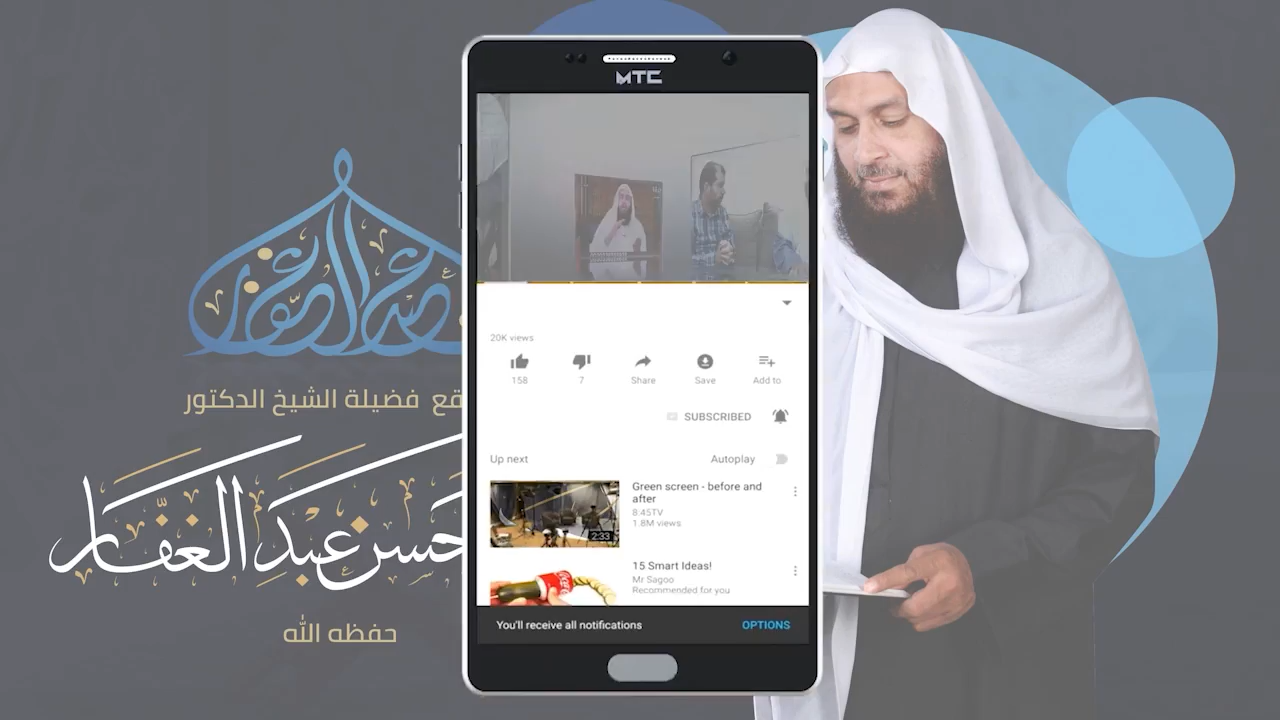 قع فضيلة الشيخ الدكتور
حسن عبد الغفار
حفظه الله
MTC
20K views
158
7
Share
Save
Add to
SUBSCRIBED
Up next
Autoplay
Green screen - before and
after
8:45TV
1.8M views
2:33
15 Smart Ideas!
Mr Sagoo
Recommended for you
You'll receive all notifications
OPTIONS